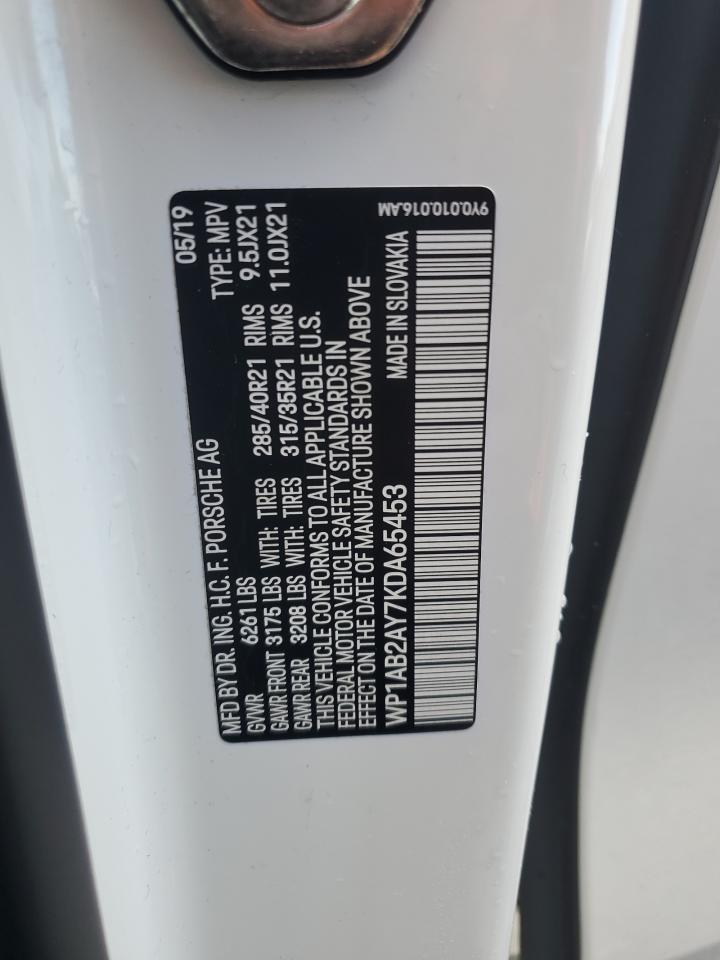 MFD BY DR. ING. H.C. F. PORSCHE AG 05/19
GVWR 6261 LBS TYPE: MPV
GAWR FRONT 3175 LBS WITH: TIRES 285/40R21 RIMS 9.5JX21
GAWR REAR 3208 LBS WITH: TIRES 315/35R21 RIMS 11.0JX21
THIS VEHICLE CONFORMS TO ALL APPLICABLE U.S.
FEDERAL MOTOR VEHICLE SAFETY STANDARDS IN
EFFECT ON THE DATE OF MANUFACTURE SHOWN ABOVE
WP1AB2AY7KDA65453 MADE IN SLOVAKIA
9Y0.010.016.AM